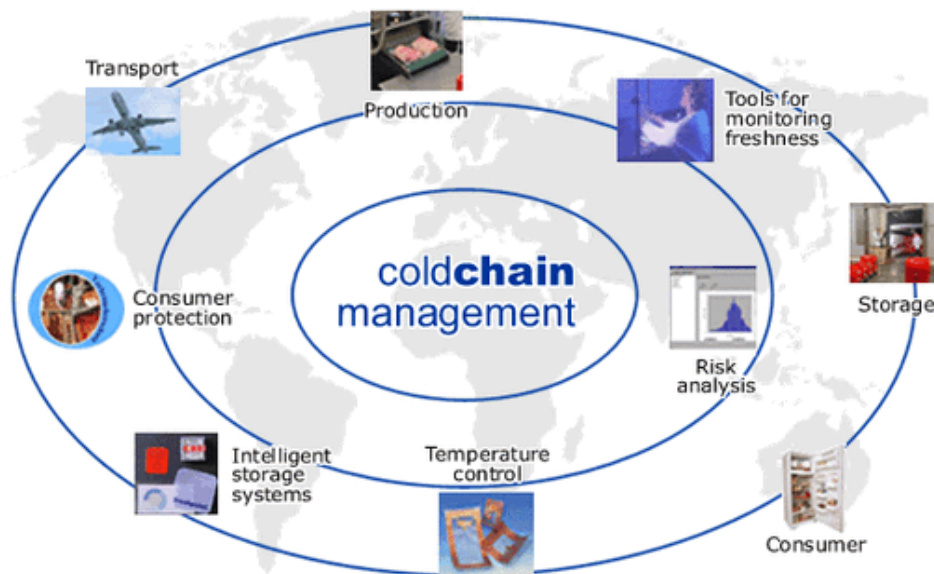 Transport
Production
Tools for
monitoring
freshness
coldchain
management
Consumer
protection
Storage
Risk
analysis
Intelligent
storage
systems
Temperature
control
Consumer